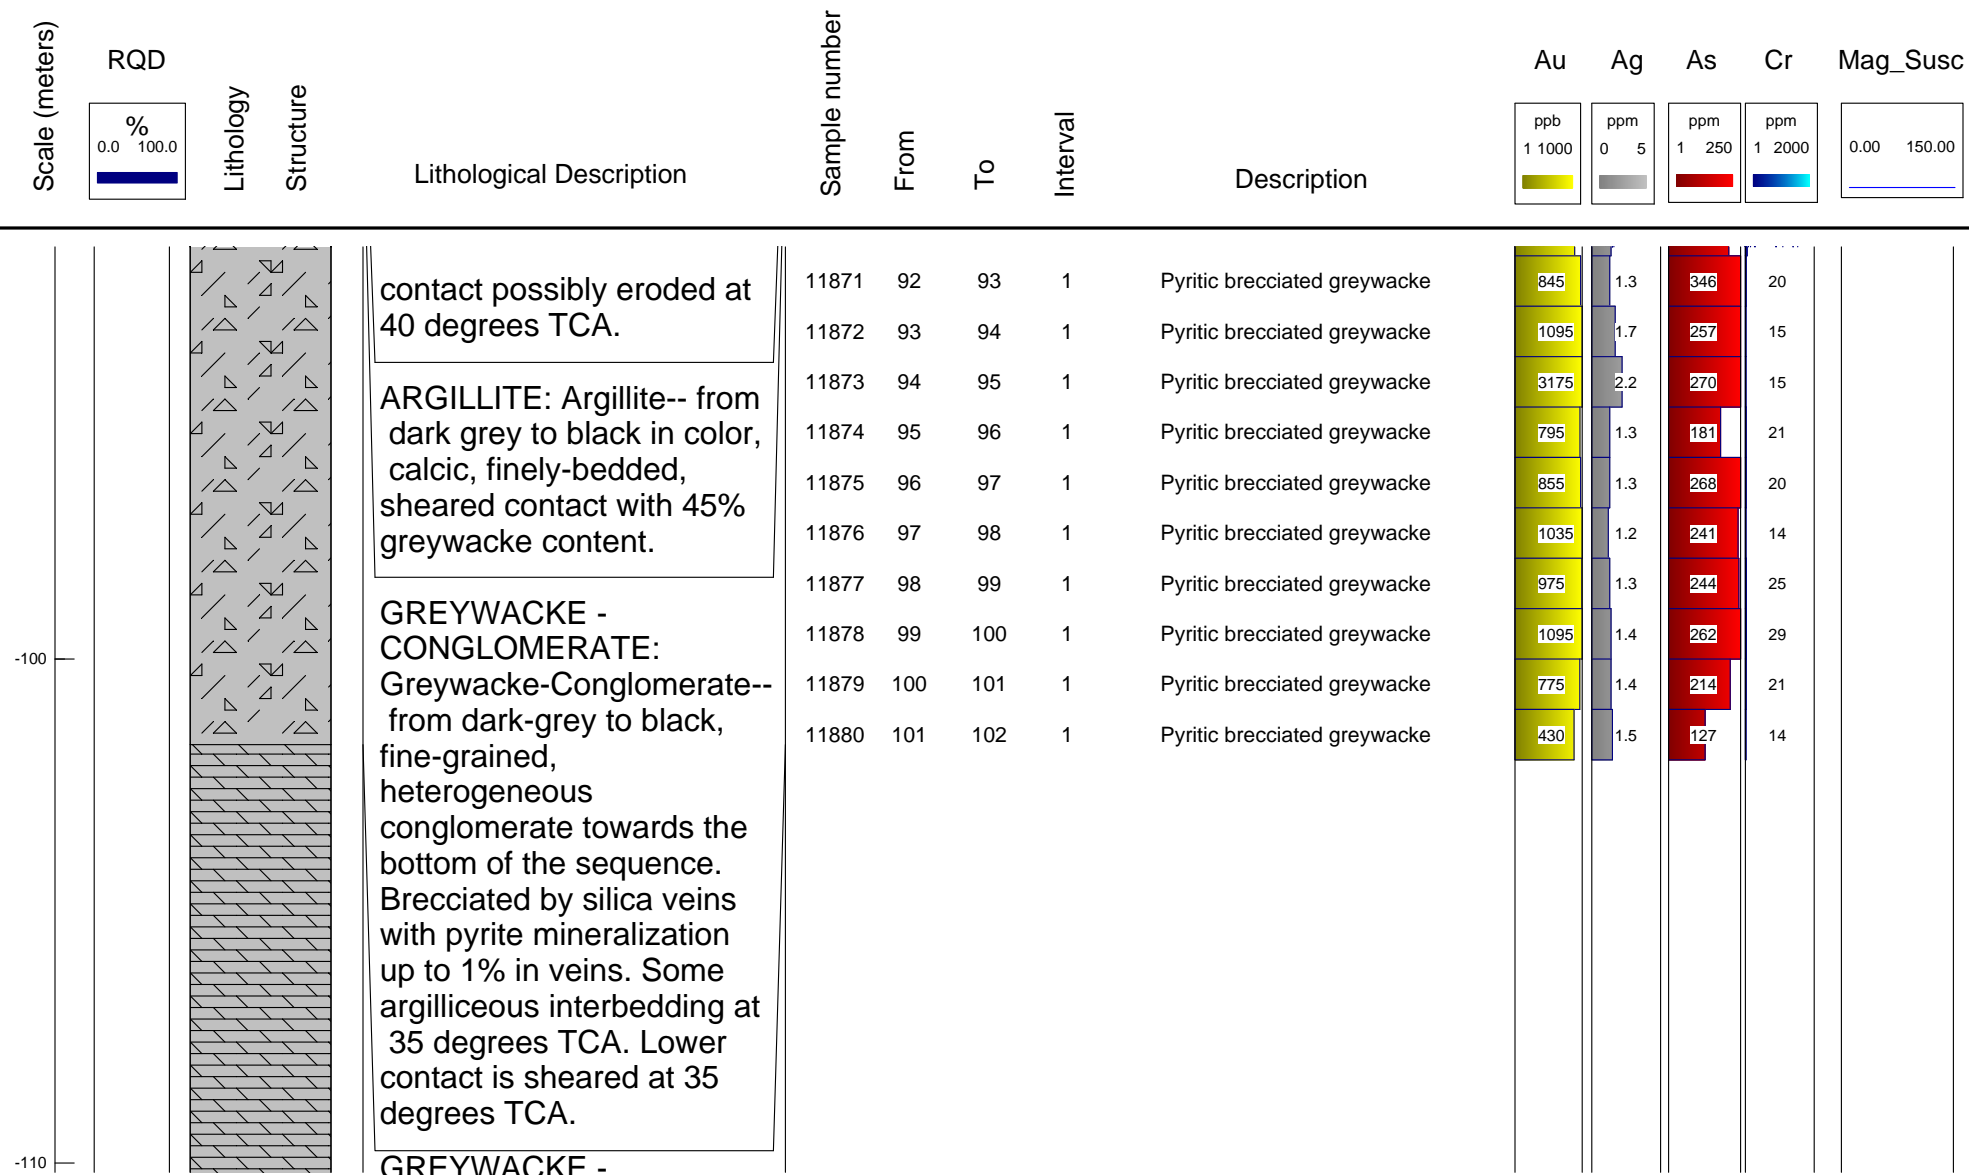 Scale (meters)
RQD
%
0.0 100.0
Lithology
Structure
Lithological Description
Sample number
From
To
Interval
Description
Au
ppb
1 1000
Ag
ppm
0 5
As
ppm
1 250
Cr
ppm
1 2000
Mag_Susc
0.00 150.00
contact possibly eroded at
40 degrees TCA.
ARGILLITE: Argillite-- from
dark grey to black in color,
calcic, finely-bedded,
sheared contact with 45%
greywacke content.
GREYWACKE -
CONGLOMERATE:
Greywacke-Conglomerate--
from dark-grey to black,
fine-grained,
heterogeneous
conglomerate towards the
bottom of the sequence.
Brecciated by silica veins
with pyrite mineralization
up to 1% in veins. Some
argilliceous interbedding at
35 degrees TCA. Lower
contact is sheared at 35
degrees TCA.
GREYWACKE -
11871 92 93 1 Pyritic brecciated greywacke 845 1.3 346 20
11872 93 94 1 Pyritic brecciated greywacke 1095 1.7 257 15
11873 94 95 1 Pyritic brecciated greywacke 3175 2.2 270 15
11874 95 96 1 Pyritic brecciated greywacke 795 1.3 181 21
11875 96 97 1 Pyritic brecciated greywacke 855 1.3 268 20
11876 97 98 1 Pyritic brecciated greywacke 1035 1.2 241 14
11877 98 99 1 Pyritic brecciated greywacke 975 1.3 244 25
11878 99 100 1 Pyritic brecciated greywacke 1095 1.4 262 29
11879 100 101 1 Pyritic brecciated greywacke 775 1.4 214 21
11880 101 102 1 Pyritic brecciated greywacke 430 1.5 127 14
-100
-110